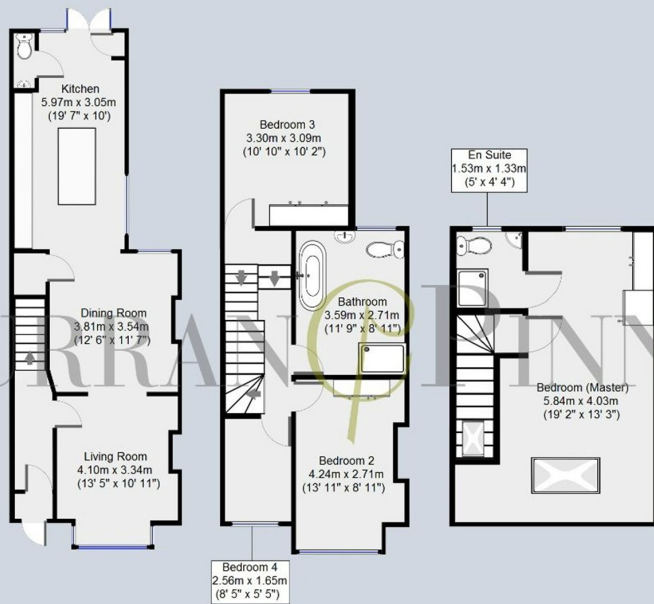 Kitchen
5.97m x 3.05m
(19' 7" x 10')
Dining Room
3.81m x 3.54m
(12' 6" x 11' 7")
Living Room
4.10m x 3.34m
(13' 5" x 10' 11")
Bedroom 3
3.30m x 3.09m
(10' 10" x 10' 2")
Bathroom
3.59m x 2.71m
(11' 9" x 8' 11")
Bedroom 2
4.24m x 2.71m
(13' 11" x 8' 11")
Bedroom 4
2.56m x 1.65m
(8' 5" x 5' 5")
En Suite
1.53m x 1.33m
(5' x 4' 4")
Bedroom (Master)
5.84m x 4.03m
(19' 2" x 13' 3")
URRAN PINN